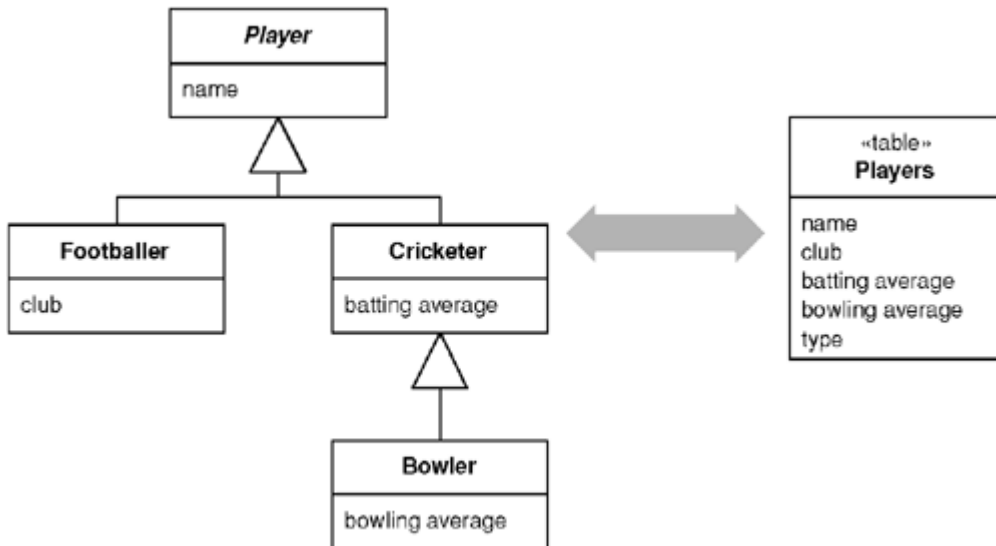 Player
name
Footballer
club
Cricketer
batting average
Bowler
bowling average
«table»
Players
name
club
batting average
bowling average
type